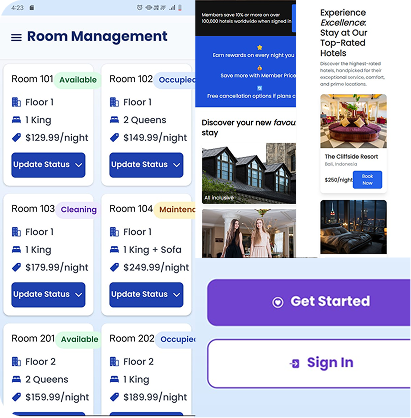 4:23
Room Management
Room 101 Available
Floor 1
1 King
$129.99/night
Update Status
Room 102 Occupie
Floor 1
2 Queens
$149.99/night
Update Status
Room 103 Cleaning
Floor 1
1 King
$179.99/night
Update Status
Room 104 Maintenc
Floor 1
1 King + Sofa
$249.99/night
Update Status
Room 201 Available
Floor 2
2 Queens
$159.99/night
Room 202 Occupie
Floor 2
1 King
$189.99/night
Members save 10% or more on over
100,000 hotels worldwide when signed in
Earn rewards on every night you
Save more with Member Price
Free cancellation options if plans c
Discover your new favou
stay
All inclusive
Experience
Excellence:
Stay at Our
Top-Rated
Hotels
Discover the highest-rated
hotels, handpicked for their
exceptional service, comfort,
and prime locations.
The Cliffside Resort
Bali, Indonesia
$250/night
Book
Now
Get Started
Sign In